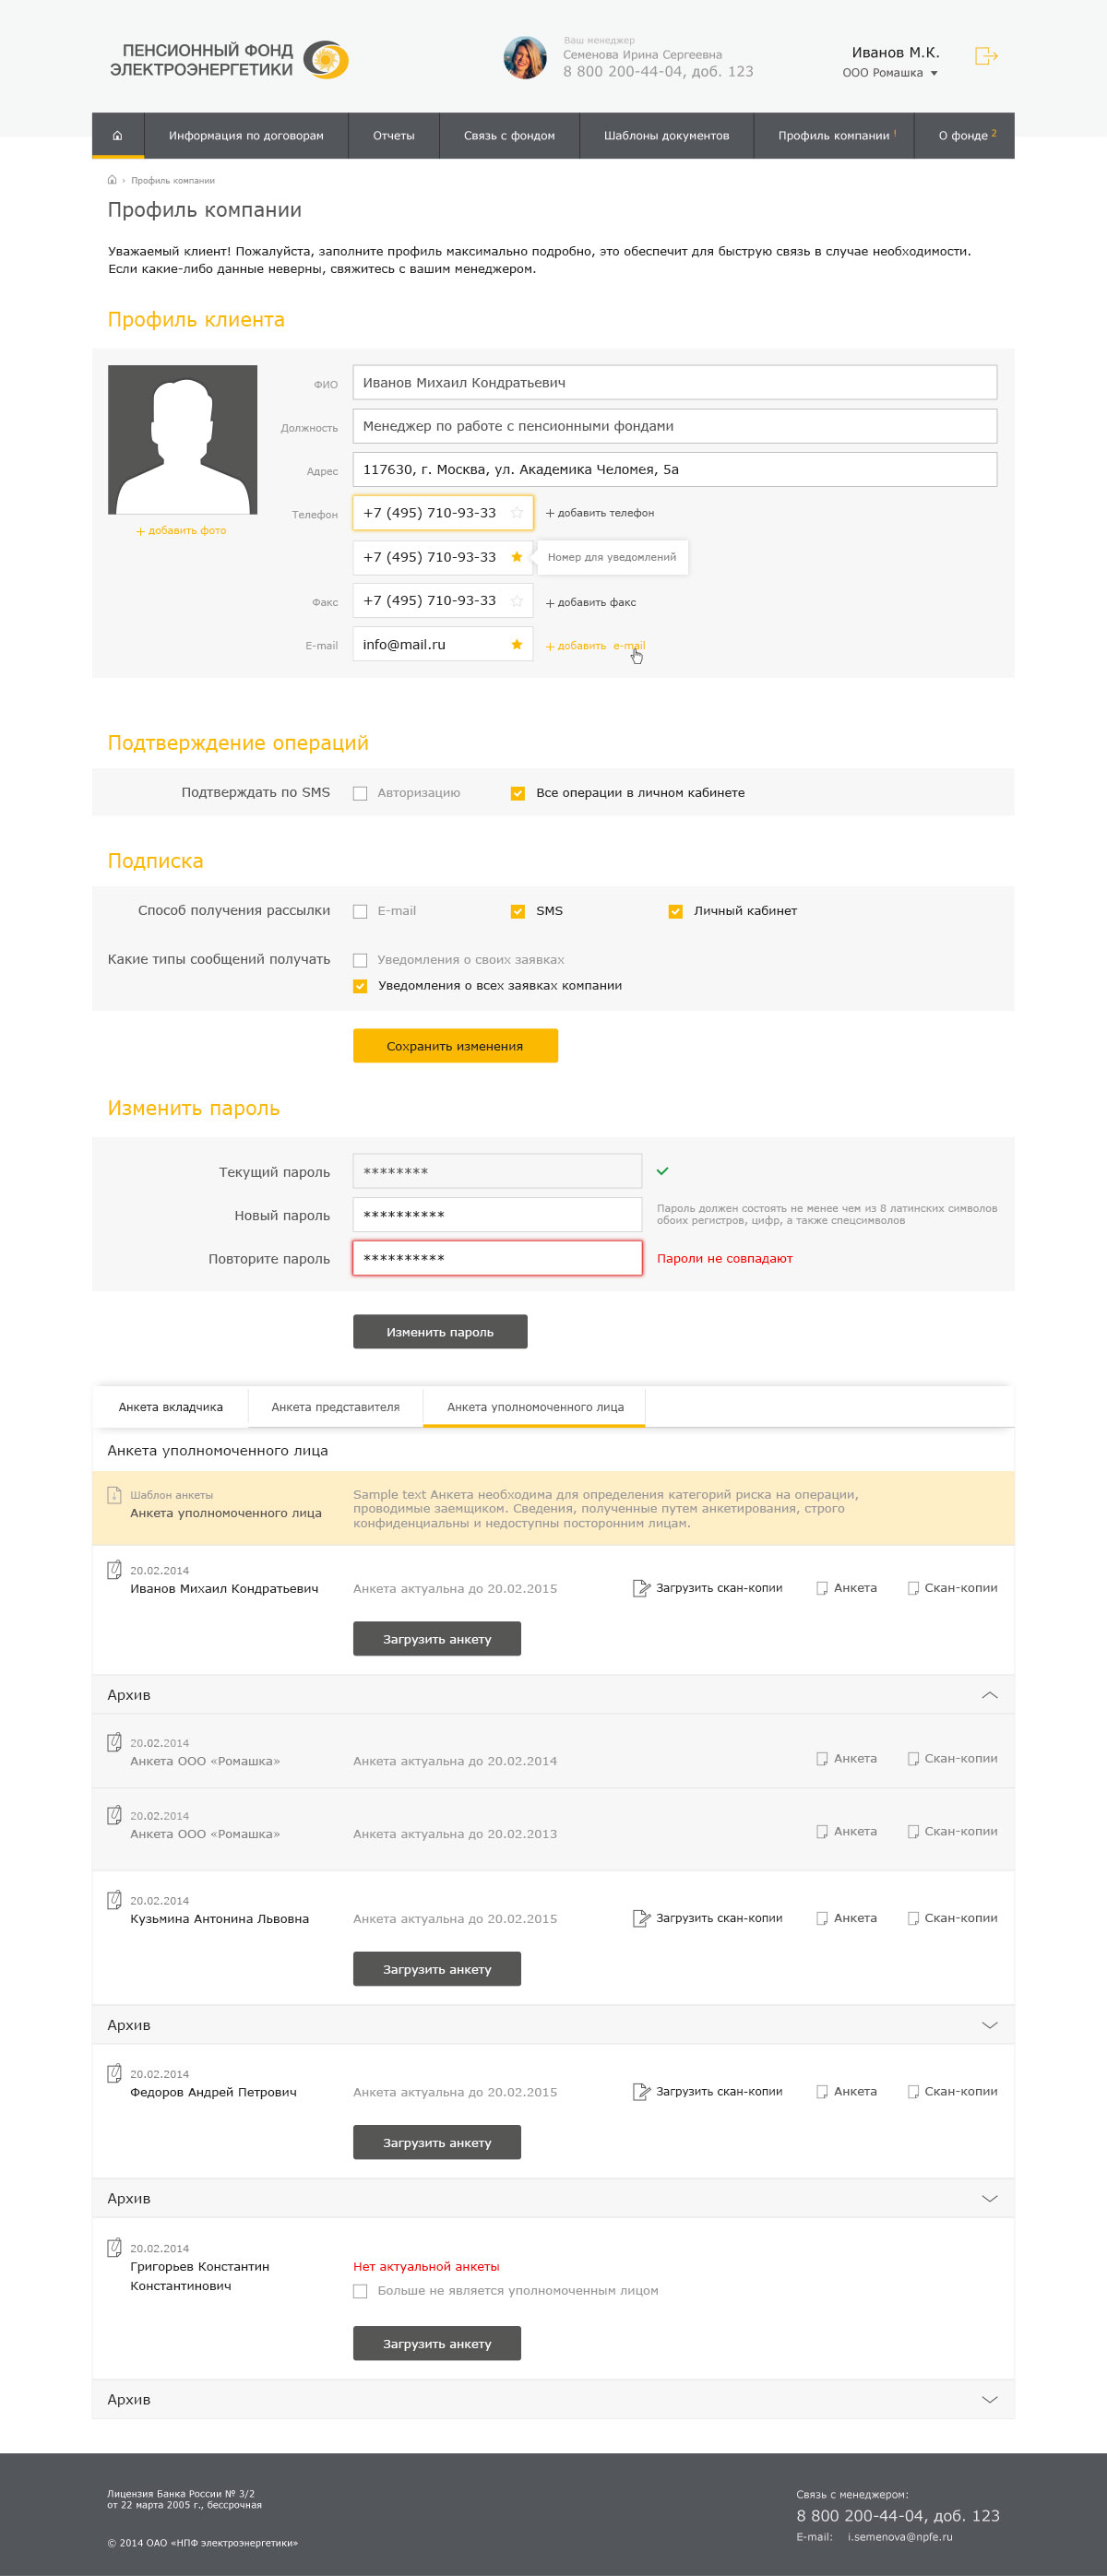 ПЕНСИОННЫЙ ФОНД
ЭЛЕКТРОЭНЕРГЕТИКИ
Ваш менеджер
Семенова Ирина Сергеевна
8 800 200-44-04, доб. 123
Иванов М.К.
ООО Ромашка
Информация по договорам
Отчеты
Связь с фондом
Шаблоны документов
Профиль компании !
О фонде 2
› Профиль компании
Профиль компании
Уважаемый клиент! Пожалуйста, заполните профиль максимально подробно, это обеспечит для быструю связь в случае необходимости.
Если какие-либо данные неверны, свяжитесь с вашим менеджером.
Профиль клиента
+ добавить фото
ФИО
Иванов Михаил Кондратьевич
Должность
Менеджер по работе с пенсионными фондами
Адрес
117630, г. Москва, ул. Академика Челомея, 5а
Телефон
+7 (495) 710-93-33
+ добавить телефон
+7 (495) 710-93-33
Номер для уведомлений
Факс
+7 (495) 710-93-33
+ добавить факс
E-mail
info@mail.ru
+ добавить e-mail
Подтверждение операций
Подтверждать по SMS
Авторизацию
Все операции в личном кабинете
Подписка
Способ получения рассылки
E-mail
SMS
Личный кабинет
Какие типы сообщений получать
Уведомления о своих заявках
Уведомления о всех заявках компании
Сохранить изменения
Изменить пароль
Текущий пароль
********
Новый пароль
**********
Пароль должен состоять не менее чем из 8 латинских символов
обоих регистров, цифр, а также спецсимволов
Повторите пароль
**********
Пароли не совпадают
Изменить пароль
Анкета вкладчика
Анкета представителя
Анкета уполномоченного лица
Анкета уполномоченного лица
Шаблон анкеты
Анкета уполномоченного лица
Sample text Анкета необходима для определения категорий риска на операции,
проводимые заемщиком. Сведения, полученные путем анкетирования, строго
конфиденциальны и недоступны посторонним лицам.
20.02.2014
Иванов Михаил Кондратьевич
Анкета актуальна до 20.02.2015
Загрузить скан-копии
Анкета
Скан-копии
Загрузить анкету
Архив
20.02.2014
Анкета ООО «Ромашка»
Анкета актуальна до 20.02.2014
Анкета
Скан-копии
20.02.2014
Анкета ООО «Ромашка»
Анкета актуальна до 20.02.2013
Анкета
Скан-копии
20.02.2014
Кузьмина Антонина Львовна
Анкета актуальна до 20.02.2015
Загрузить скан-копии
Анкета
Скан-копии
Загрузить анкету
Архив
20.02.2014
Федоров Андрей Петрович
Анкета актуальна до 20.02.2015
Загрузить скан-копии
Анкета
Скан-копии
Загрузить анкету
Архив
20.02.2014
Григорьев Константин
Константинович
Нет актуальной анкеты
Больше не является уполномоченным лицом
Загрузить анкету
Архив
Лицензия Банка России № 3/2
от 22 марта 2005 г., бессрочная
© 2014 ОАО «НПФ электроэнергетики»
Связь с менеджером:
8 800 200-44-04, доб. 123
E-mail: i.semenova@npfe.ru